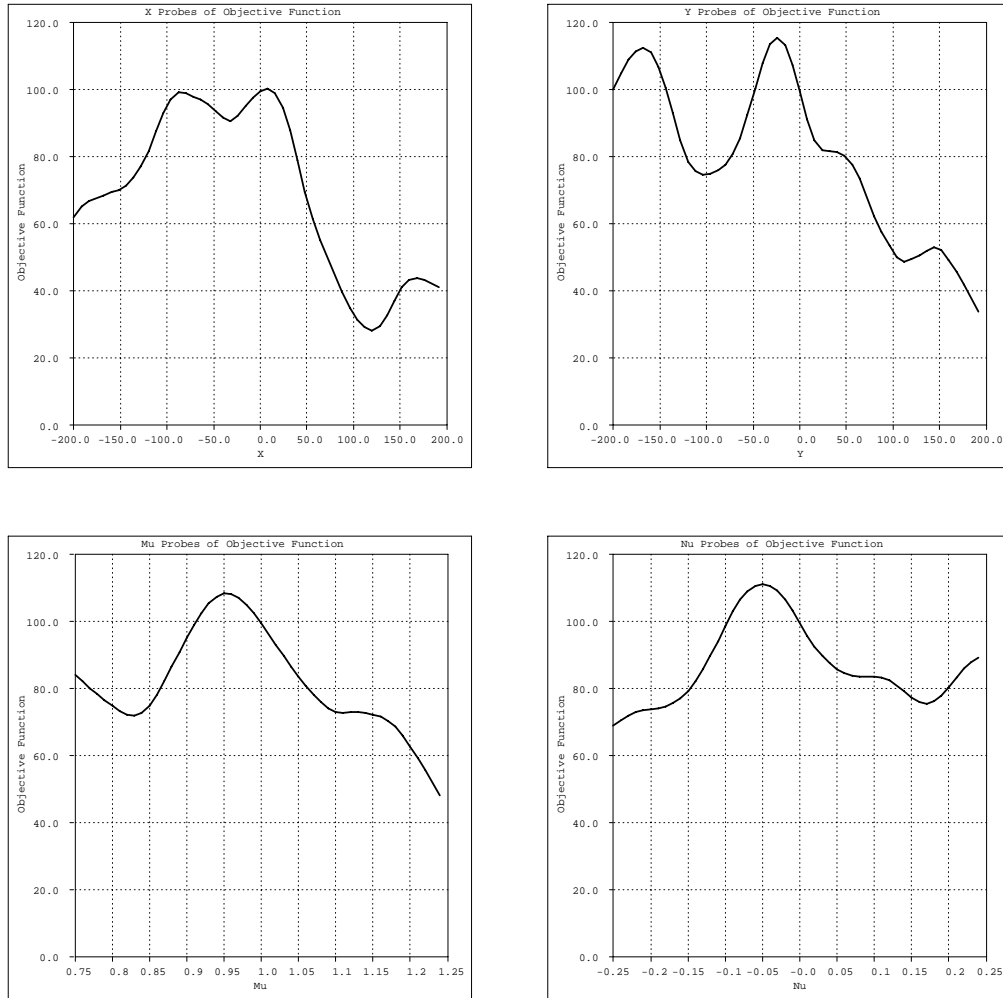 X Probes of Objective Function
120.0
100.0
80.0
60.0
40.0
20.0
0.0
Objective Function
-200.0 -150.0 -100.0 -50.0 0.0 50.0 100.0 150.0 200.0
X
Y Probes of Objective Function
120.0
100.0
80.0
60.0
40.0
20.0
0.0
Objective Function
-200.0 -150.0 -100.0 -50.0 0.0 50.0 100.0 150.0 200.0
Y
Mu Probes of Objective Function
120.0
100.0
80.0
60.0
40.0
20.0
0.0
Objective Function
0.75 0.8 0.85 0.9 0.95 1.0 1.05 1.1 1.15 1.2 1.25
Mu
Nu Probes of Objective Function
120.0
100.0
80.0
60.0
40.0
20.0
0.0
Objective Function
-0.25 -0.2 -0.15 -0.1 -0.05 -0.0 0.05 0.1 0.15 0.2 0.25
Nu